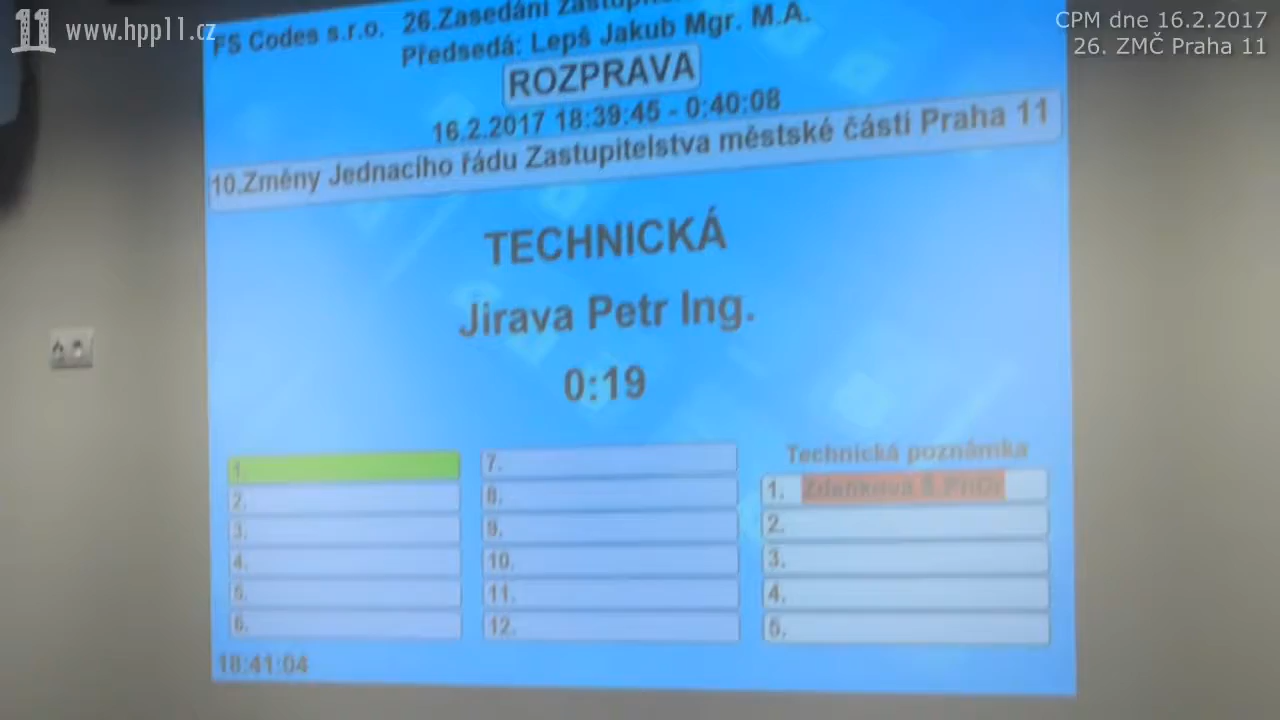 11 www.hpp11.cz
CPM dne 16.2.2017
26. ZMČ Praha 11
FS Codes s.r.o. 26.Zasedání
Předsedá: Lepš Jakub Mgr. M.A.
ROZPRAVA
16.2.2017 18:39:45 - 0:40:08
10.Změny Jednacího řádu Zastupitelstva městské části Praha 11
TECHNICKÁ
Jirava Petr Ing.
0:19
Technická poznámka
1.
2.
3.
4.
5.
6.
7.
8.
9.
10.
11.
12.
1.
2.
3.
4.
5.
18:41:04